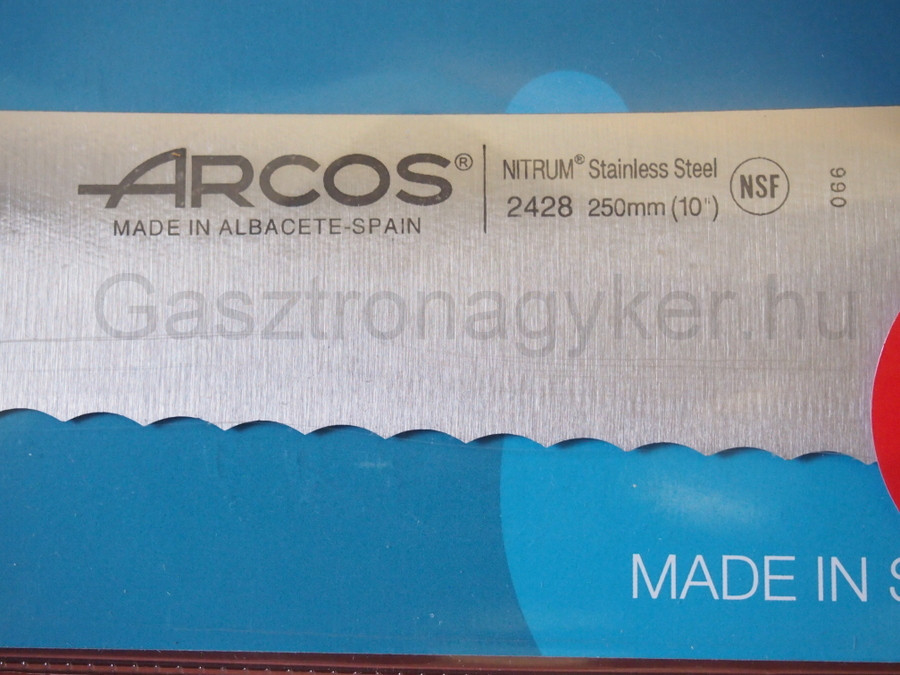 ARCOS®
MADE IN ALBACETE-SPAIN
NITRUM® Stainless Steel
2428 250mm (10")
NSF
066
Gasztronagyker.hu
MADE IN S